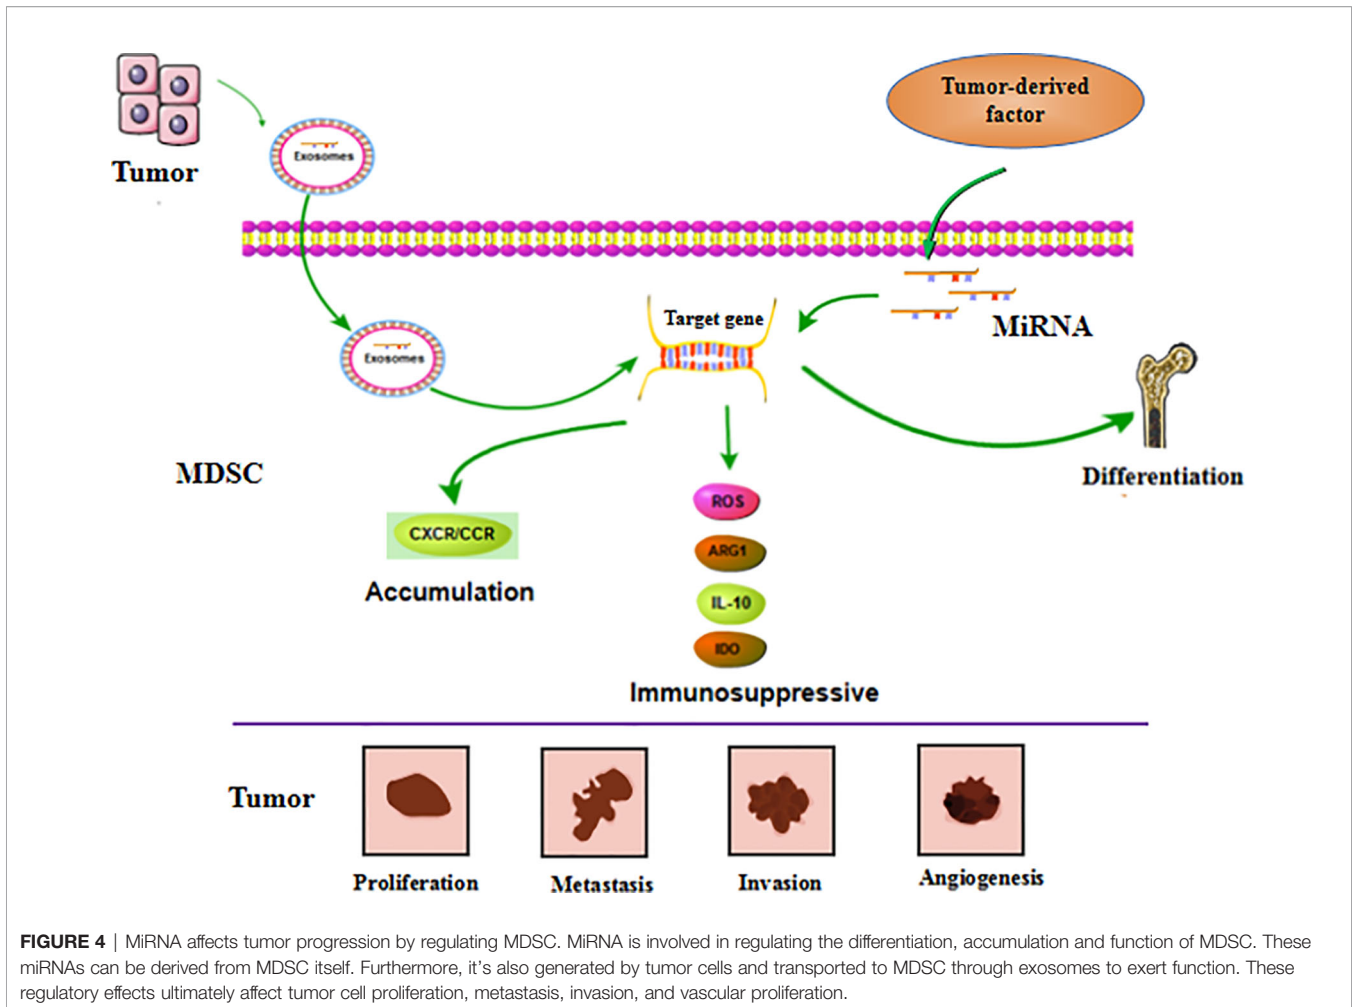 Tumor-derived
factor
Exosomes
Tumor
Target gene
MiRNA
Exosomes
MDSC
Differentiation
CXCR/CCR
Accumulation
ROS
ARG1
IL-10
IDO
Immunosuppressive
Tumor
Proliferation
Metastasis
Invasion
Angiogenesis
FIGURE 4 | MiRNA affects tumor progression by regulating MDSC. MiRNA is involved in regulating the differentiation, accumulation and function of MDSC. These
miRNAs can be derived from MDSC itself. Furthermore, it's also generated by tumor cells and transported to MDSC through exosomes to exert function. These
regulatory effects ultimately affect tumor cell proliferation, metastasis, invasion, and vascular proliferation.